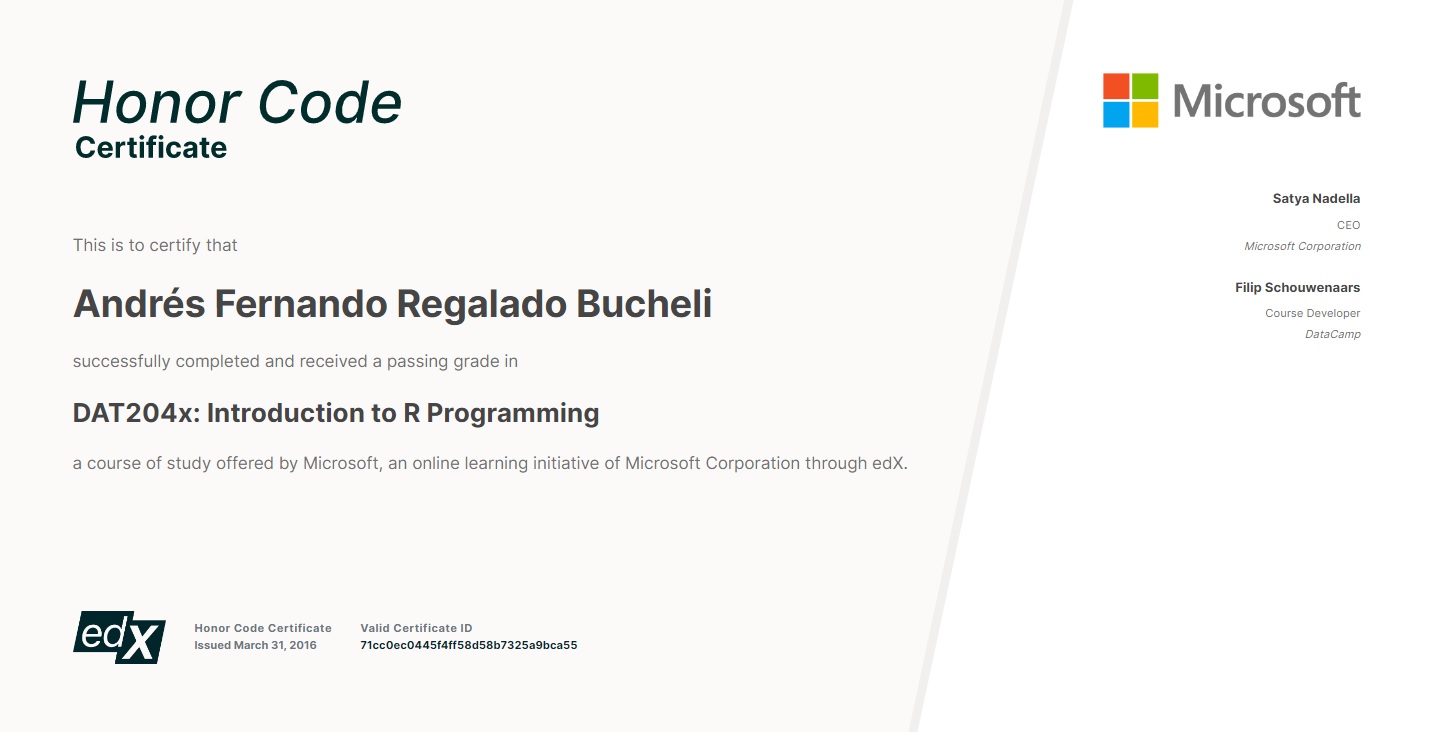 Honor Code
Certificate
This is to certify that
Andrés Fernando Regalado Bucheli
successfully completed and received a passing grade in
DAT204x: Introduction to R Programming
a course of study offered by Microsoft, an online learning initiative of Microsoft Corporation through edX.
edX
Honor Code Certificate
Issued March 31, 2016
Valid Certificate ID
71cc0ec0445f4ff58d58b7325a9bca55
Microsoft
Satya Nadella
CEO
Microsoft Corporation
Filip Schouwenaars
Course Developer
DataCamp